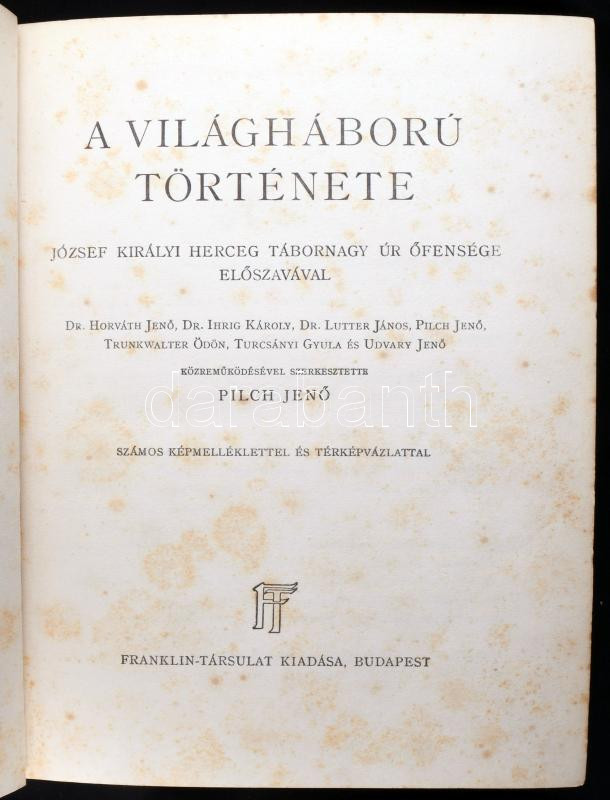 A VILÁGHÁBORÚ
TÖRTÉNETE
JÓZSEF KIRÁLYI HERCEG TÁBORNAGY ÚR ŐFENSÉGE
ELŐSZAVÁVAL
DR. HORVÁTH JENŐ, DR. IHRIG KÁROLY, DR. LUTTER JÁNOS, PILCH JENŐ,
TRUNKWALTER ÖDÖN, TURCSÁNYI GYULA ÉS UDVARY JENŐ
KÖZREMŰKÖDÉSÉVEL SZERKESZTETTE
PILCH JENŐ
darabanth
SZÁMOS KÉPMELLÉKLETTEL ÉS TÉRKÉPVÁZLATTAL
FT
FRANKLIN-TÁRSULAT KIADÁSA, BUDAPEST